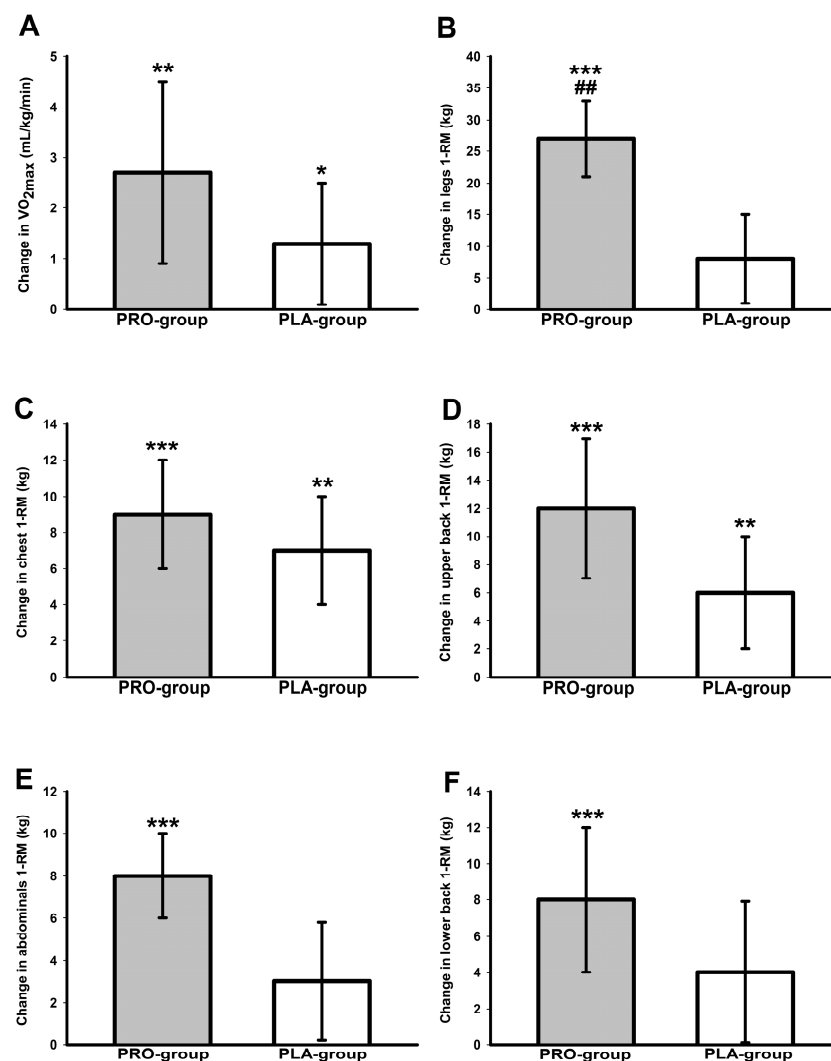 A
Change in VO2max (mL/kg/min)
5
4
3
2
1
0
**
*
PRO-group
PLA-group
B
Change in legs 1-RM (kg)
40
35
30
25
20
15
10
5
0
***
##
PRO-group
PLA-group
C
Change in chest 1-RM (kg)
14
12
10
8
6
4
2
0
***
**
PRO-group
PLA-group
D
Change in upper back 1-RM (kg)
18
16
14
12
10
8
6
4
2
0
***
**
PRO-group
PLA-group
E
Change in abdominals 1-RM (kg)
12
10
8
6
4
2
0
***
PRO-group
PLA-group
F
Change in lower back 1-RM (kg)
14
12
10
8
6
4
2
0
***
PRO-group
PLA-group